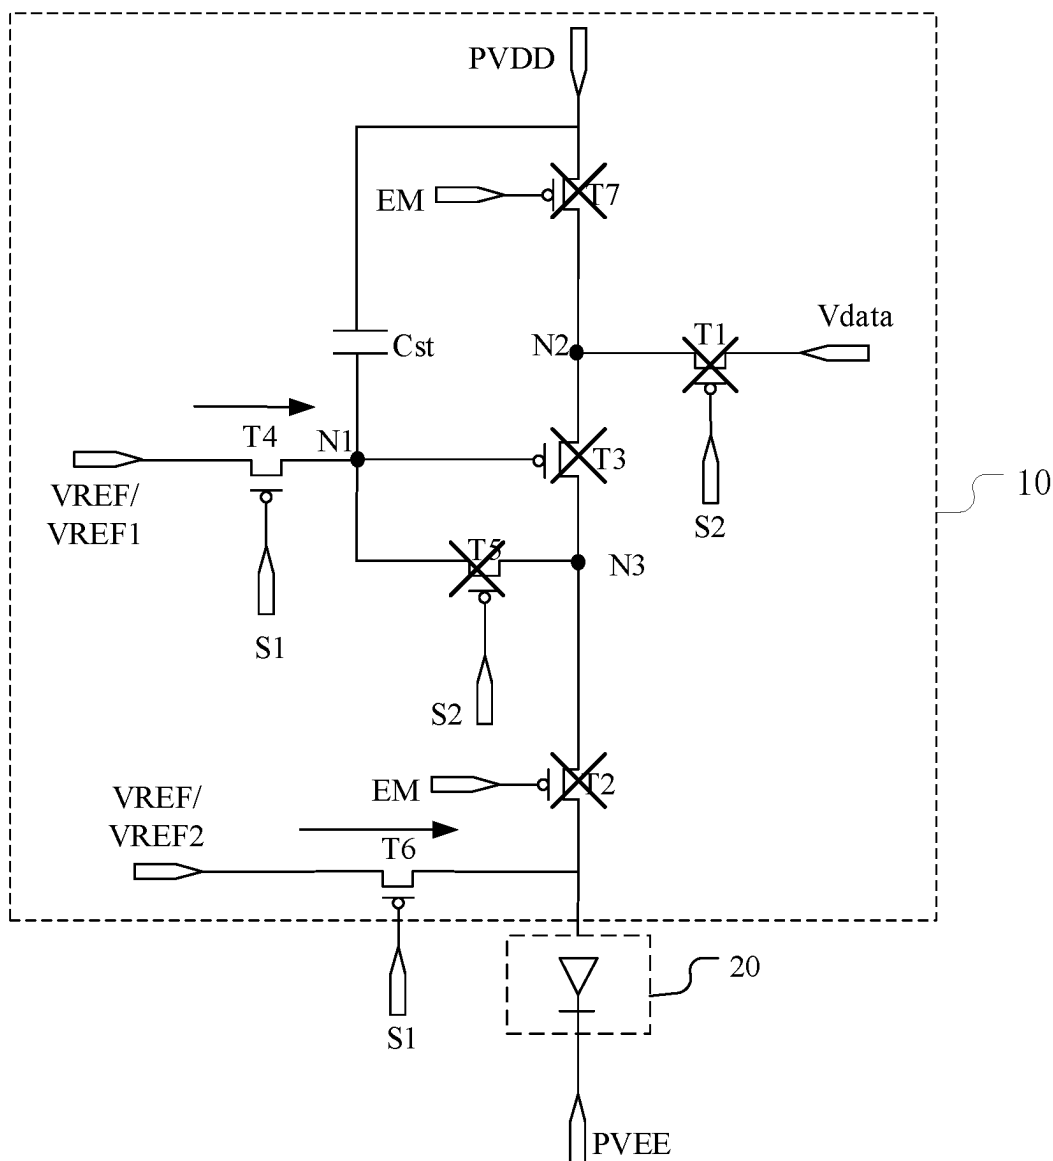 PVDD
EM
T7
Vdata
T1
N2
Cst
T4
N1
T3
VREF/
VREF1
S2
10
T5
N3
S1
S2
EM
T2
VREF/
VREF2
T6
20
S1
PVEE